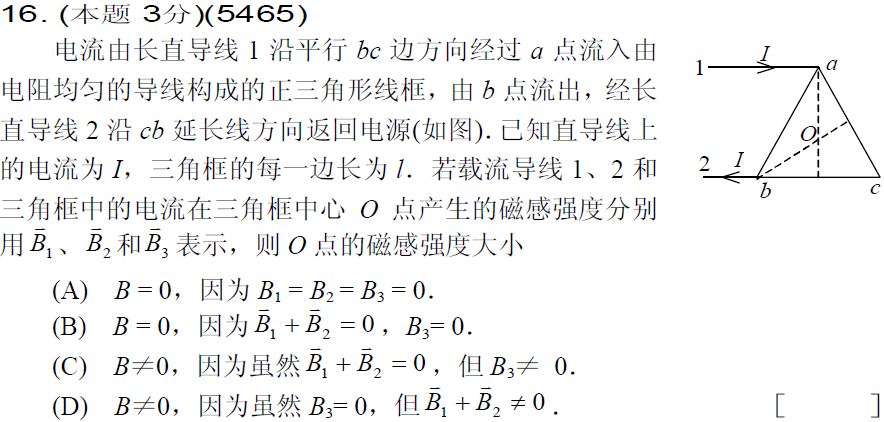 16. (本题 3分)(5465)
电流由长直导线 1 沿平行 bc 边方向经过 a 点流入由
电阻均匀的导线构成的正三角形线框，由 b 点流出，经长
直导线 2 沿 cb 延长线方向返回电源(如图). 已知直导线上
的电流为 I，三角框的每一边长为 l. 若载流导线 1、2 和
三角框中的电流在三角框中心 O 点产生的磁感强度分别
用 B̄₁、B̄₂和B̄₃ 表示，则 O 点的磁感强度大小
(A) B = 0，因为 B₁ = B₂ = B₃ = 0.
(B) B = 0，因为 B̄₁ + B̄₂ = 0，B₃= 0.
(C) B≠0，因为虽然 B̄₁ + B̄₂ = 0，但 B₃≠ 0.
(D) B≠0，因为虽然 B₃= 0，但 B̄₁ + B̄₂ ≠ 0.
[ ]
1 I a
O
2 I
b c